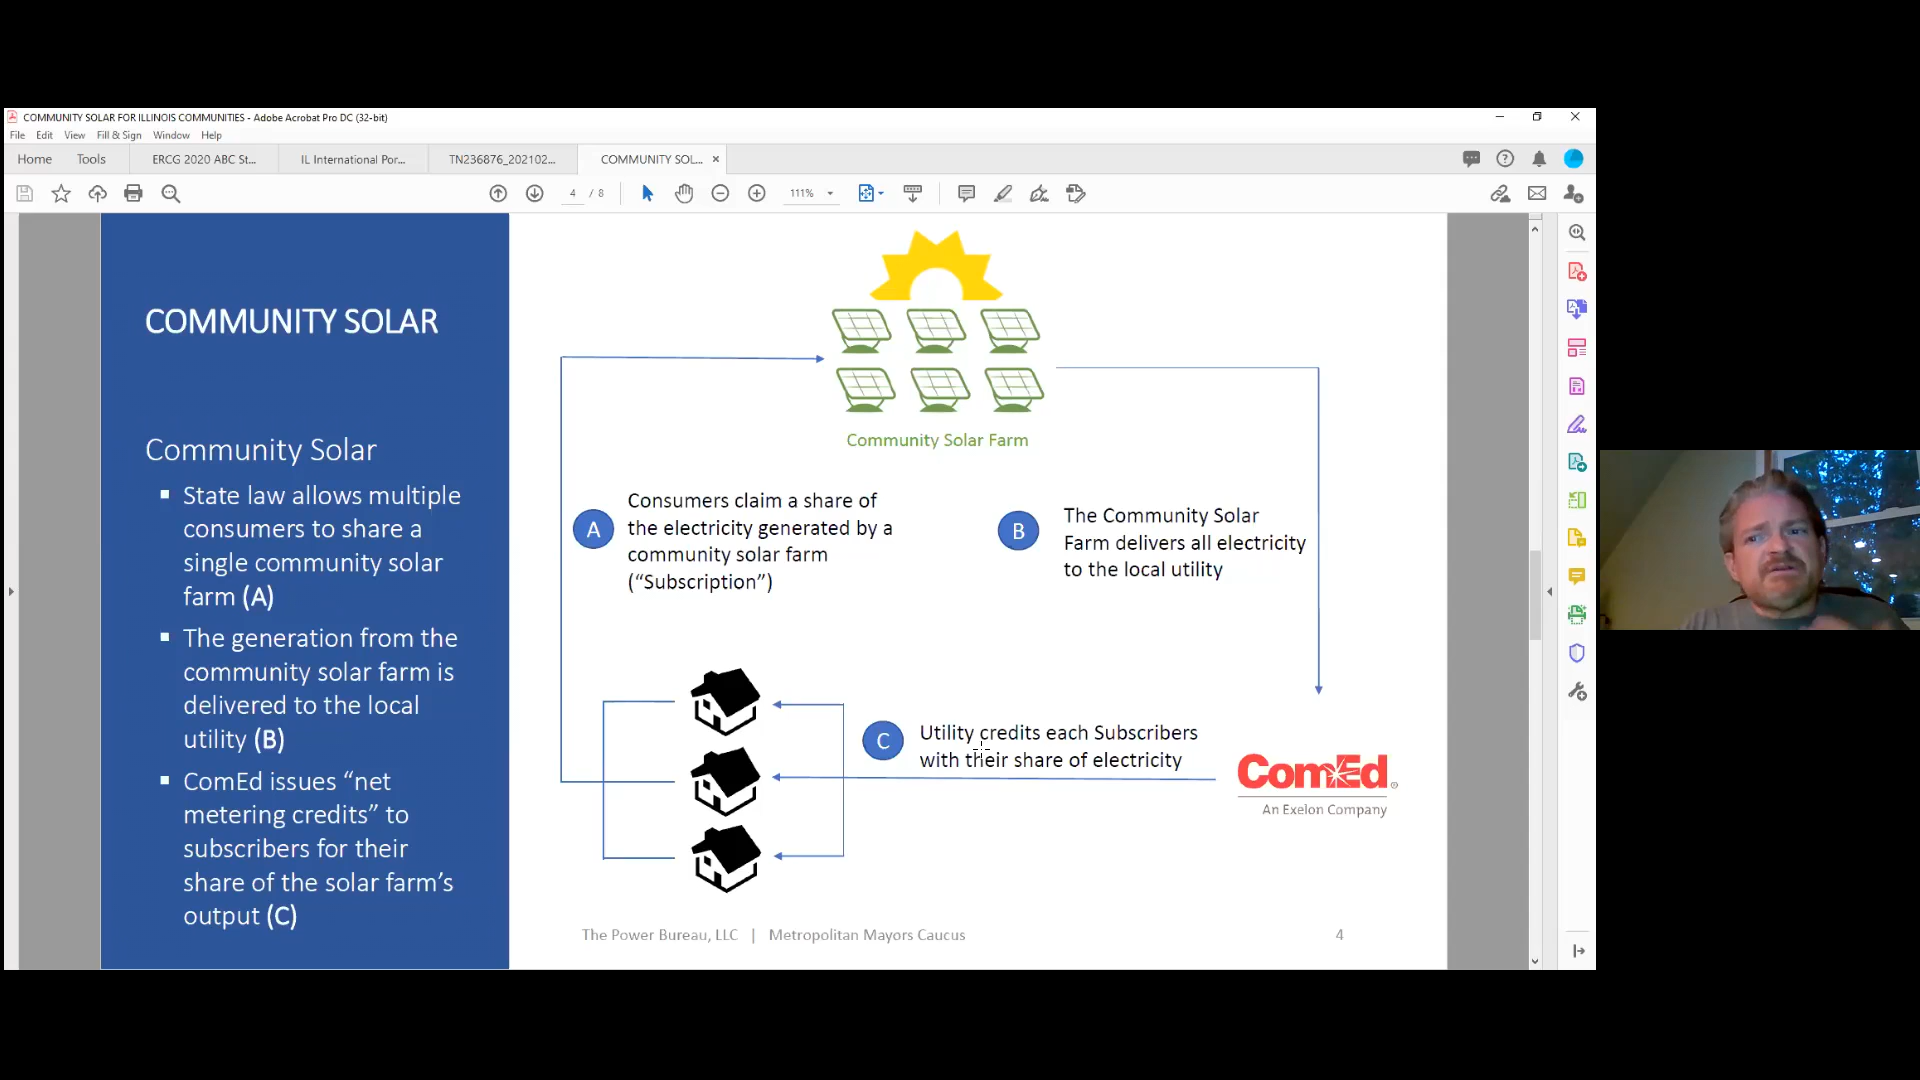 COMMUNITY SOLAR FOR ILLINOIS COMMUNITIES - Adobe Acrobat Pro DC (32-bit)
File Edit View Fill & Sign Window Help
Home Tools ERCG 2020 ABC St... IL International Por... TN236876_202102... COMMUNITY SOL... ×
4 / 8 111%
COMMUNITY SOLAR
Community Solar
▪ State law allows multiple
consumers to share a
single community solar
farm (A)
▪ The generation from the
community solar farm is
delivered to the local
utility (B)
▪ ComEd issues “net
metering credits” to
subscribers for their
share of the solar farm’s
output (C)
Community Solar Farm
A
Consumers claim a share of
the electricity generated by a
community solar farm
(“Subscription”)
B
The Community Solar
Farm delivers all electricity
to the local utility
C
Utility credits each Subscribers
with their share of electricity
ComEd®
An Exelon Company
The Power Bureau, LLC | Metropolitan Mayors Caucus
4